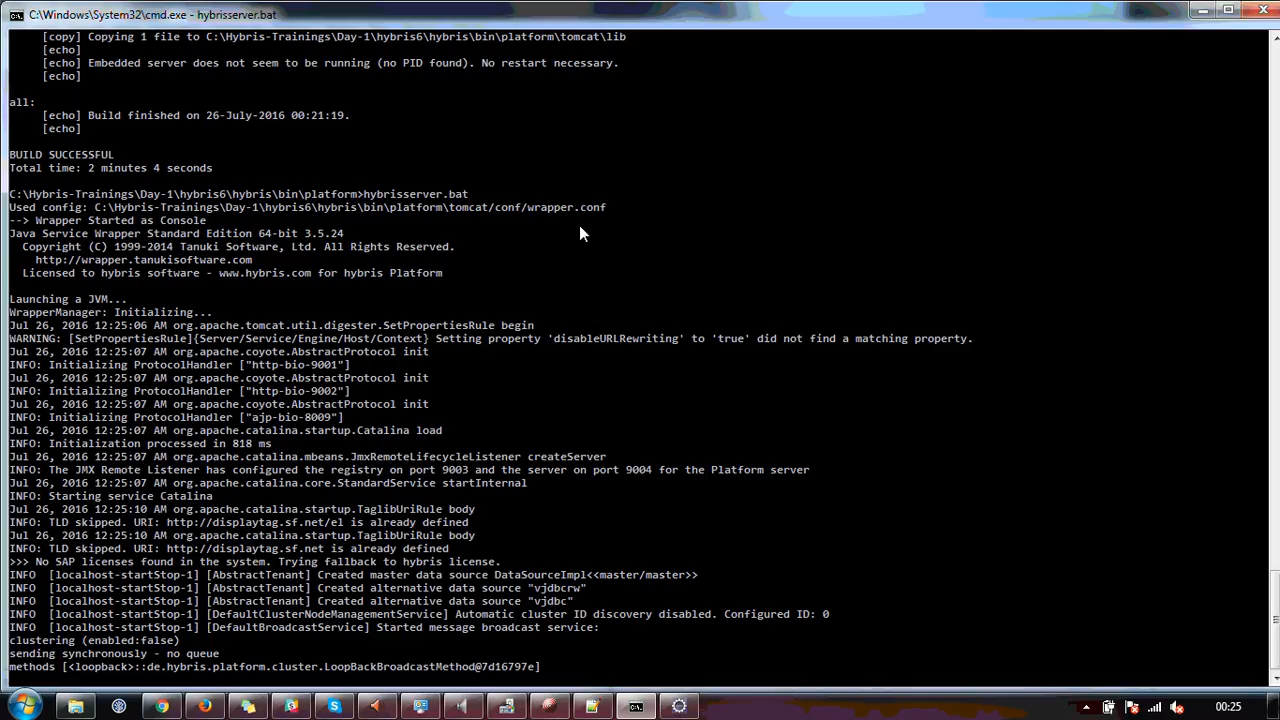 C:\Windows\System32\cmd.exe - hybrisserver.bat
[copy] Copying 1 file to C:\Hybris-Trainings\Day-1\hybris6\hybris\bin\platform\tomcat\lib
[echo]
[echo] Embedded server does not seem to be running (no PID found). No restart necessary.
[echo]
all:
[echo] Build finished on 26-July-2016 00:21:19.
[echo]
BUILD SUCCESSFUL
Total time: 2 minutes 4 seconds
C:\Hybris-Trainings\Day-1\hybris6\hybris\bin\platform>hybrisserver.bat
Used config: C:\Hybris-Trainings\Day-1\hybris6\hybris\bin\platform\tomcat/conf/wrapper.conf
--> Wrapper Started as Console
Java Service Wrapper Standard Edition 64-bit 3.5.24
Copyright (C) 1999-2014 Tanuki Software, Ltd. All Rights Reserved.
http://wrapper.tanukisoftware.com
Licensed to hybris software - www.hybris.com for hybris Platform
Launching a JVM...
WrapperManager: Initializing...
Jul 26, 2016 12:25:06 AM org.apache.tomcat.util.digester.SetPropertiesRule begin
WARNING: [SetPropertiesRule]{Server/Service/Engine/Host/Context} Setting property 'disableURLRewriting' to 'true' did not find a matching property.
Jul 26, 2016 12:25:07 AM org.apache.coyote.AbstractProtocol init
INFO: Initializing ProtocolHandler ["http-bio-9001"]
Jul 26, 2016 12:25:07 AM org.apache.coyote.AbstractProtocol init
INFO: Initializing ProtocolHandler ["http-bio-9002"]
Jul 26, 2016 12:25:07 AM org.apache.coyote.AbstractProtocol init
INFO: Initializing ProtocolHandler ["ajp-bio-8009"]
Jul 26, 2016 12:25:07 AM org.apache.catalina.startup.Catalina load
INFO: Initialization processed in 818 ms
Jul 26, 2016 12:25:07 AM org.apache.catalina.mbeans.JmxRemoteLifecycleListener createServer
INFO: The JMX Remote Listener has configured the registry on port 9003 and the server on port 9004 for the Platform server
Jul 26, 2016 12:25:07 AM org.apache.catalina.core.StandardService startInternal
INFO: Starting service Catalina
Jul 26, 2016 12:25:10 AM org.apache.catalina.startup.TaglibUriRule body
INFO: TLD skipped. URI: http://displaytag.sf.net/el is already defined
Jul 26, 2016 12:25:10 AM org.apache.catalina.startup.TaglibUriRule body
INFO: TLD skipped. URI: http://displaytag.sf.net is already defined
>>> No SAP licenses found in the system. Trying fallback to hybris license.
INFO  [localhost-startStop-1] [AbstractTenant] Created master data source DataSourceImpl<<master/master>>
INFO  [localhost-startStop-1] [AbstractTenant] Created alternative data source "vjdbcrw"
INFO  [localhost-startStop-1] [AbstractTenant] Created alternative data source "vjdbc"
INFO  [localhost-startStop-1] [DefaultClusterNodeManagementService] Automatic cluster ID discovery disabled. Configured ID: 0
INFO  [localhost-startStop-1] [DefaultBroadcastService] Started message broadcast service:
clustering (enabled:false)
sending synchronously - no queue
methods [<loopback>::de.hybris.platform.cluster.LoopBackBroadcastMethod@7d16797e]
00:25